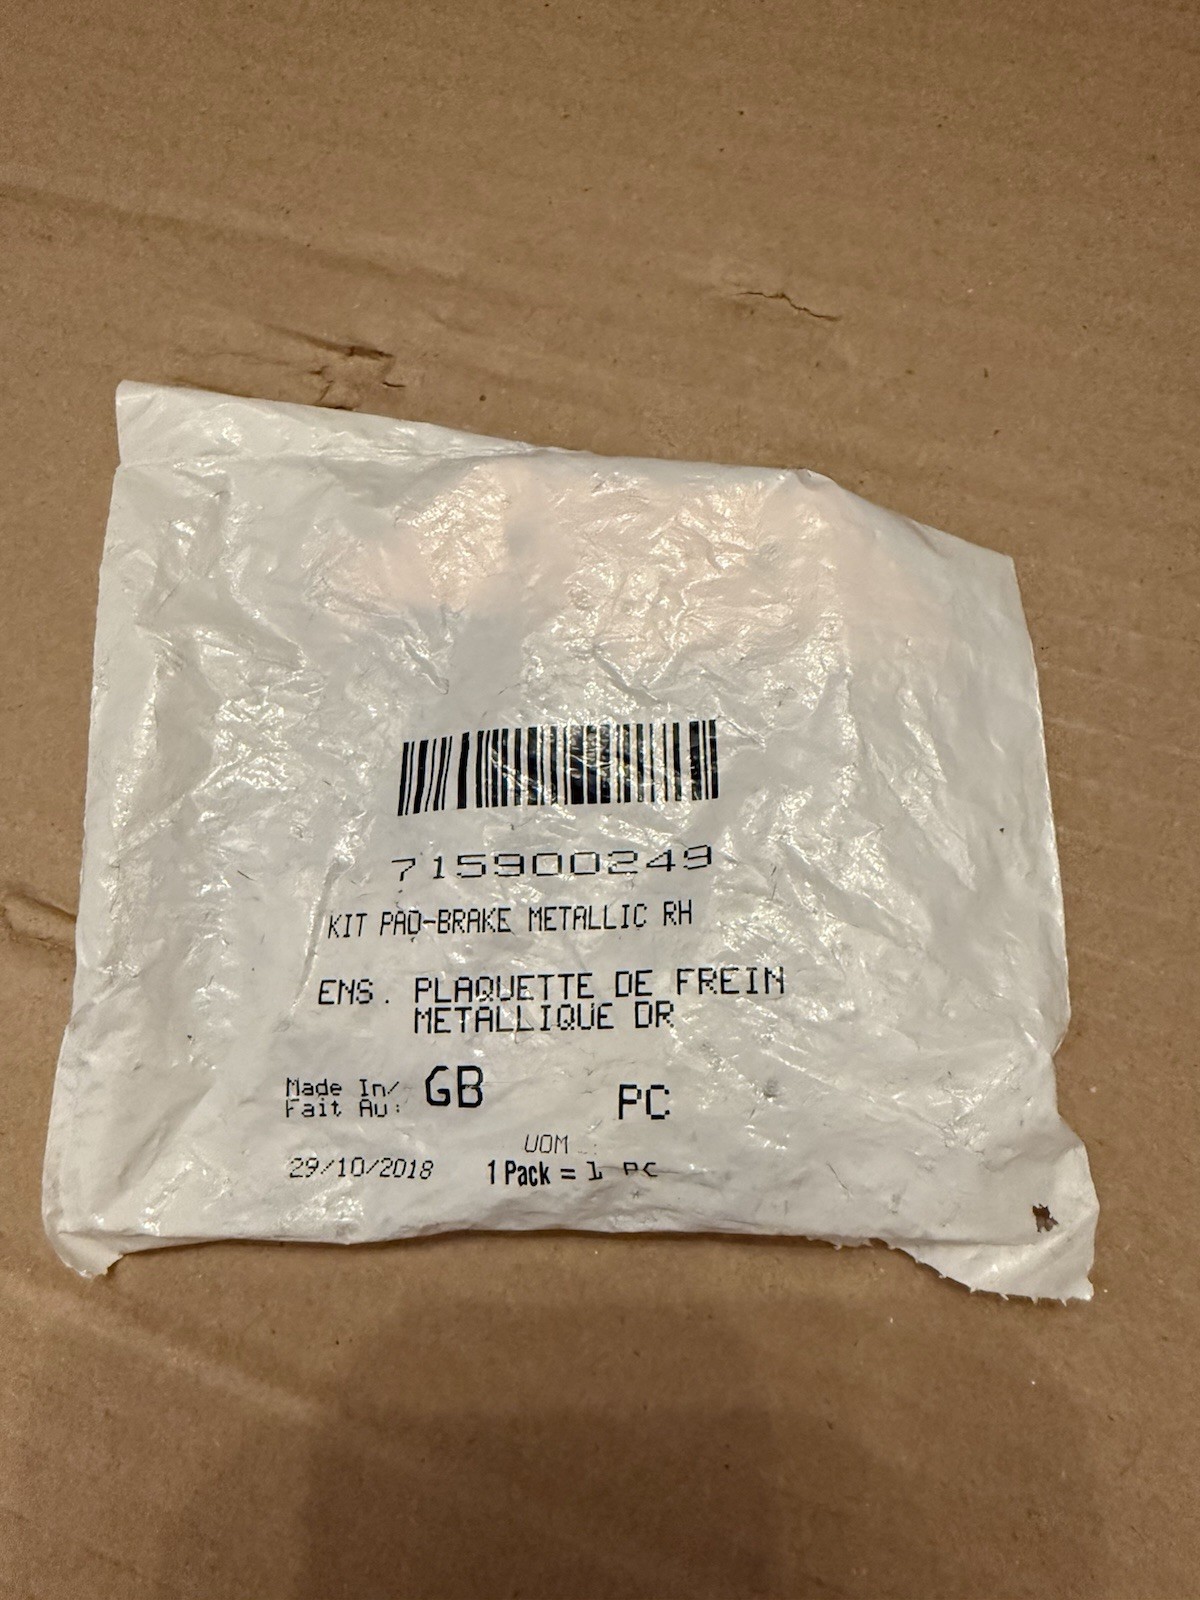 715900249
KIT PAD-BRAKE METALLIC RH
ENS. PLAQUETTE DE FREIN
METALLIQUE DR
Made In/ GB PC
Fait Au:
UOM :
29/10/2018 1 Pack = 1 PC